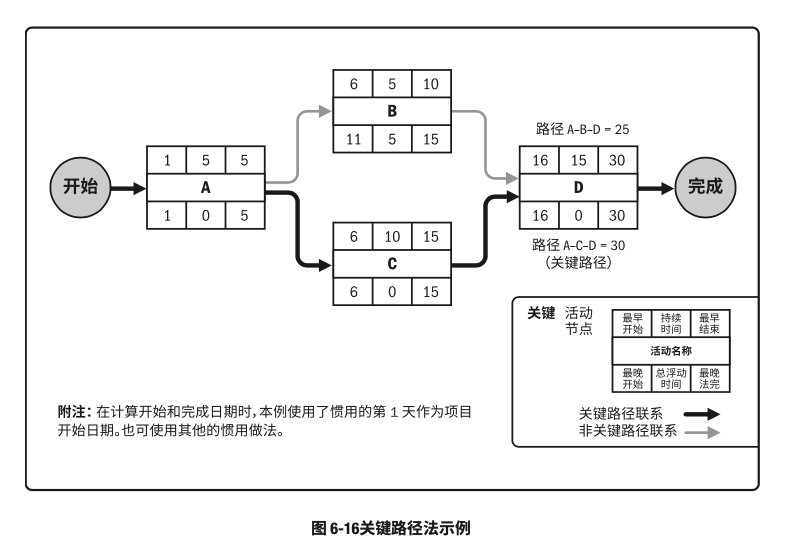 6 5 10
B
11 5 15
路径 A-B-D = 25
1 5 5
A
1 0 5
开始
16 15 30
D
16 0 30
完成
6 10 15
C
6 0 15
路径 A-C-D = 30
（关键路径）
关键 活动
节点
最早
开始
持续
时间
最早
结束
活动名称
最晚
开始
总浮动
时间
最晚
法完
关键路径联系
非关键路径联系
附注：在计算开始和完成日期时，本例使用了惯用的第 1 天作为项目
开始日期。也可使用其他的惯用做法。
图 6-16关键路径法示例